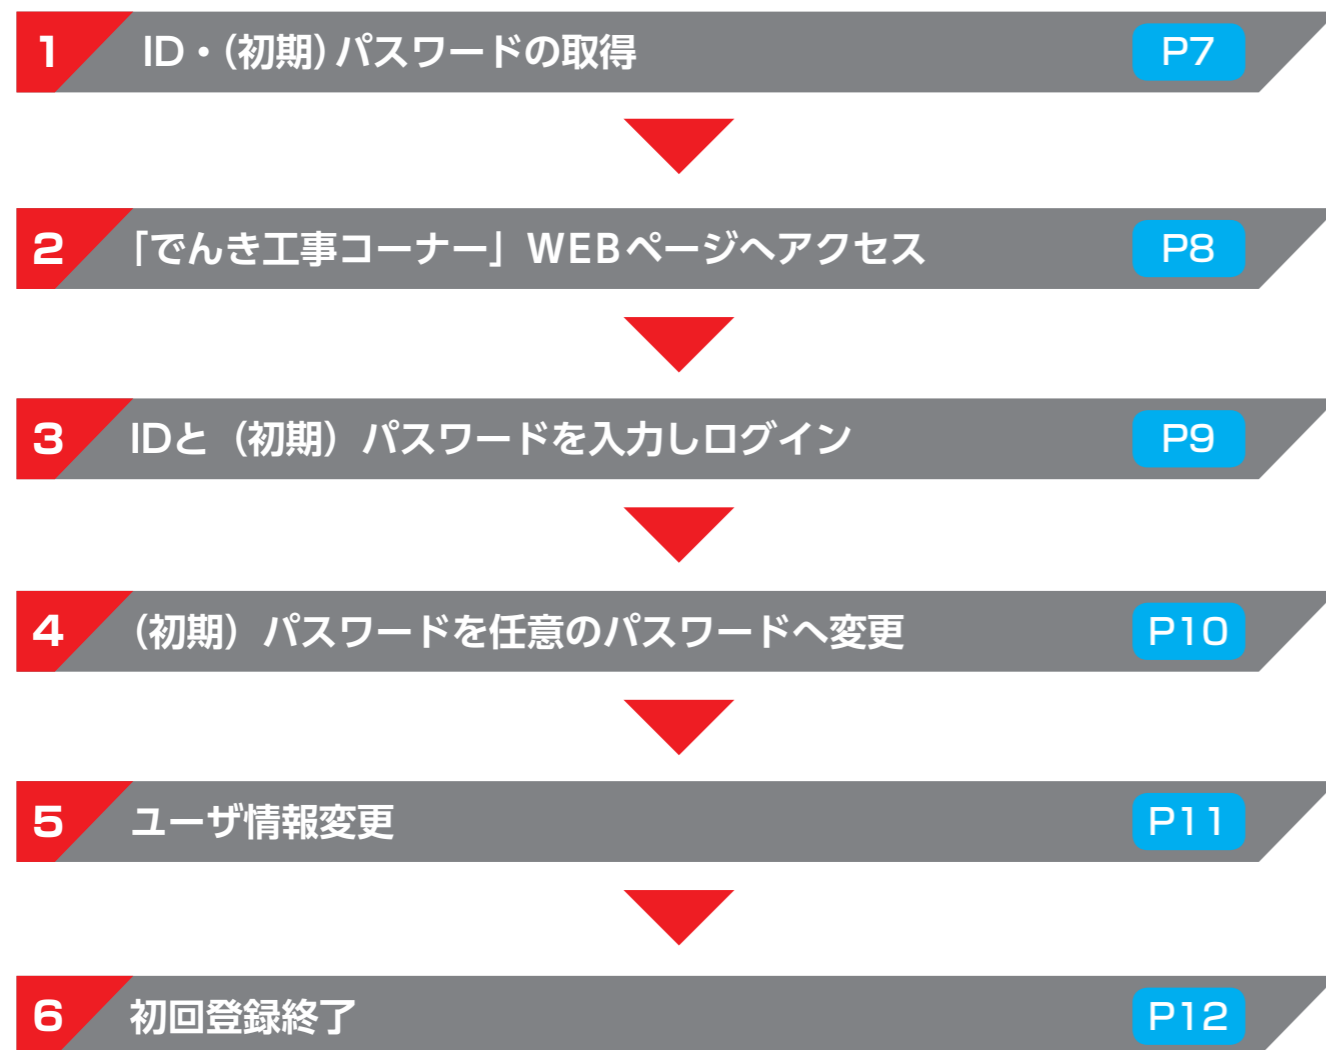 1 ID・(初期)パスワードの取得 P7
2 「でんき工事コーナー」WEBページへアクセス P8
3 IDと（初期）パスワードを入力しログイン P9
4 （初期）パスワードを任意のパスワードへ変更 P10
5 ユーザ情報変更 P11
6 初回登録終了 P12